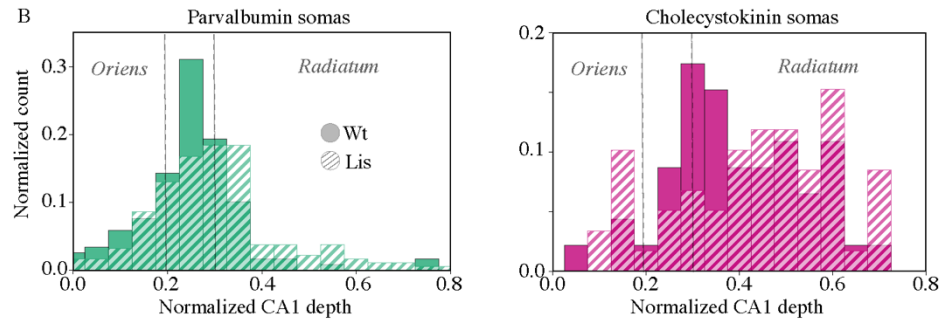 B
Parvalbumin somas
Normalized count
0.3
0.2
0.1
0.0
Oriens
Radiatum
Wt
Lis
0.0 0.2 0.4 0.6 0.8
Normalized CA1 depth
Cholecystokinin somas
0.2
0.1
0.0
Oriens
Radiatum
0.0 0.2 0.4 0.6 0.8
Normalized CA1 depth